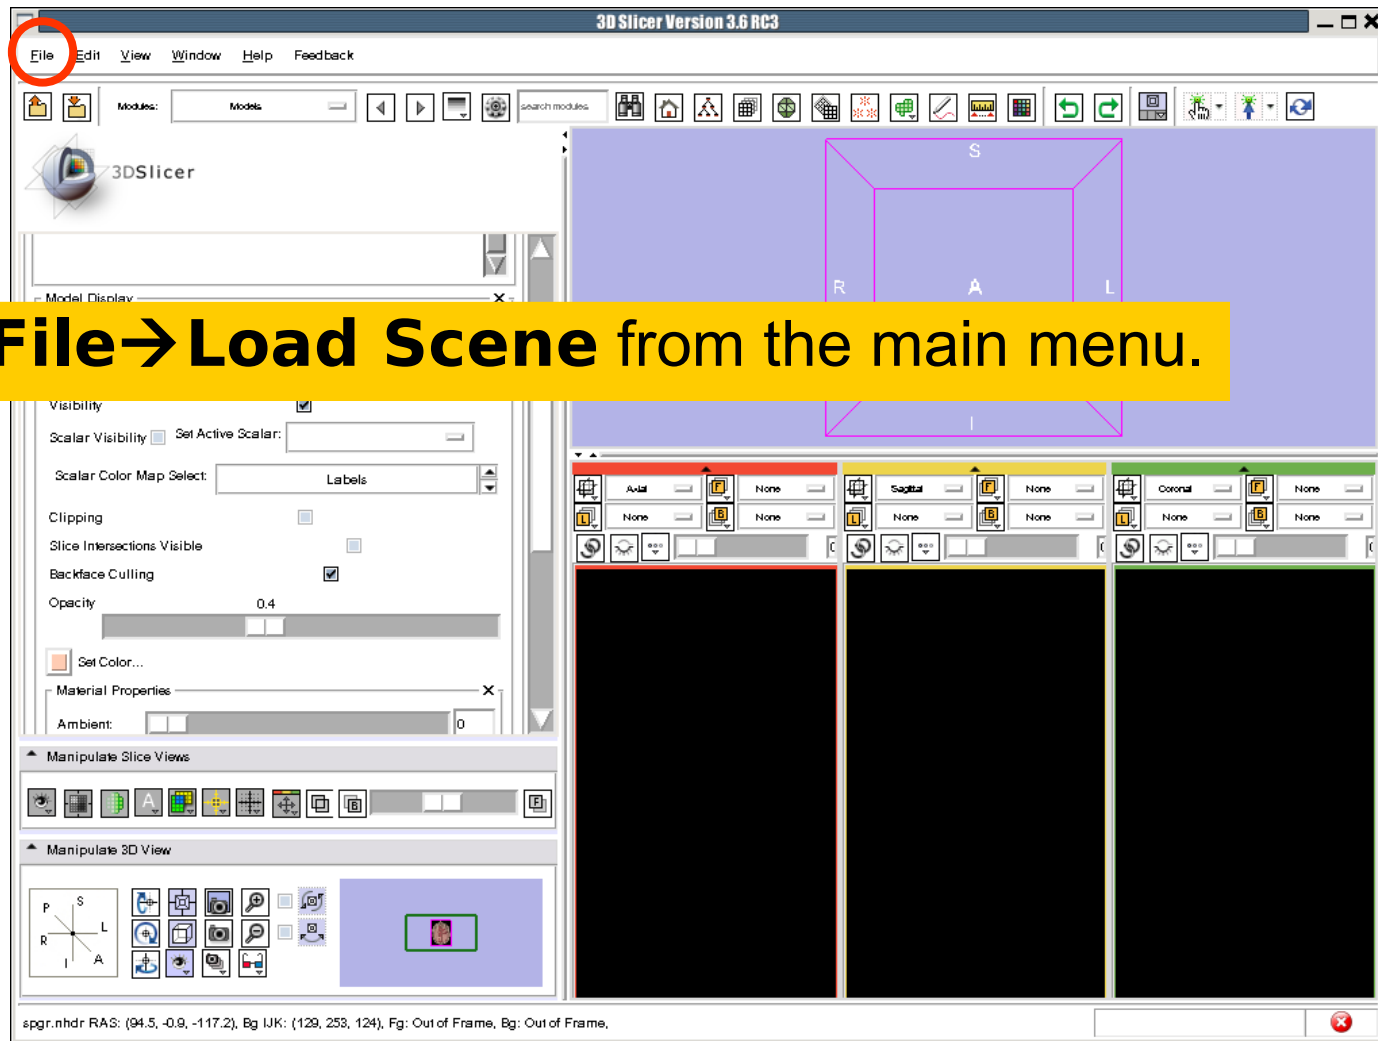 3D Slicer Version 3.6 RC3
File Edit View Window Help Feedback
Modules: Models search modules
3DSlicer
S
R A L
I
Model Display
File→Load Scene from the main menu.
Visibility
Scalar Visibility Set Active Scalar:
Scalar Color Map Select: Labels
Clipping
Slice Intersections Visible
Backface Culling
Opacity 0.4
Set Color...
Material Properties
Ambient: 0
Axial F None Sagittal F None Coronal F None
L None B None L None B None L None B None
Manipulate Slice Views
A B F
Manipulate 3D View
P S
R L
I A
spgr.nhdr RAS: (94.5, -0.9, -117.2), Bg IJK: (129, 253, 124), Fg: Out of Frame, Bg: Out of Frame,